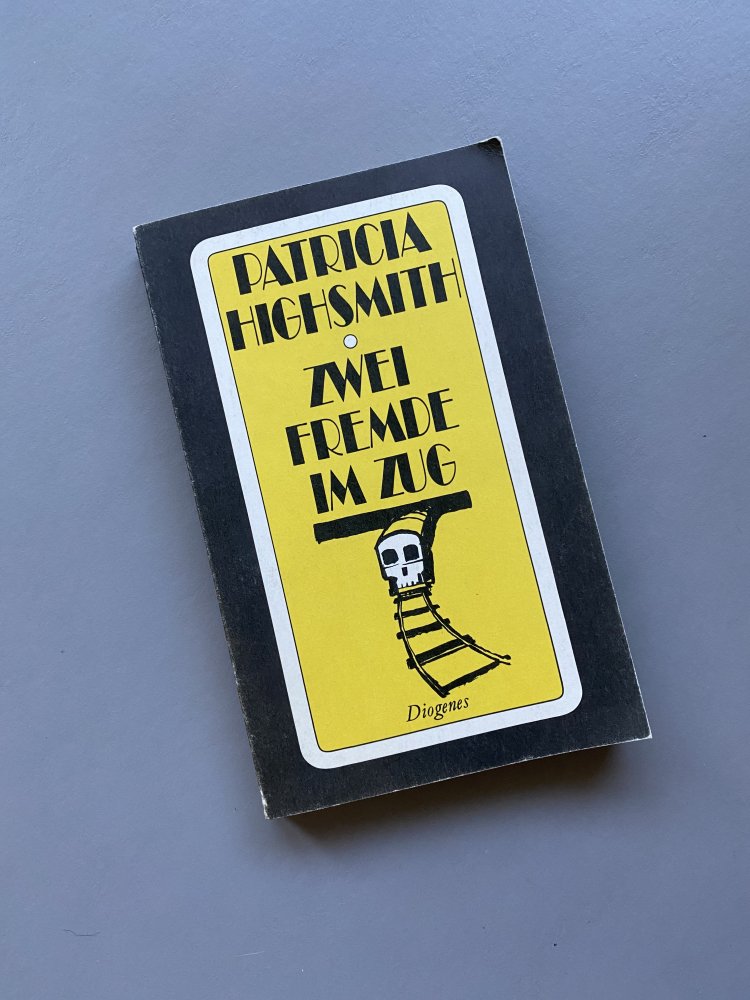 PATRICIA
HIGHSMITH
ZWEI
FREMDE
IM ZUG
Diogenes